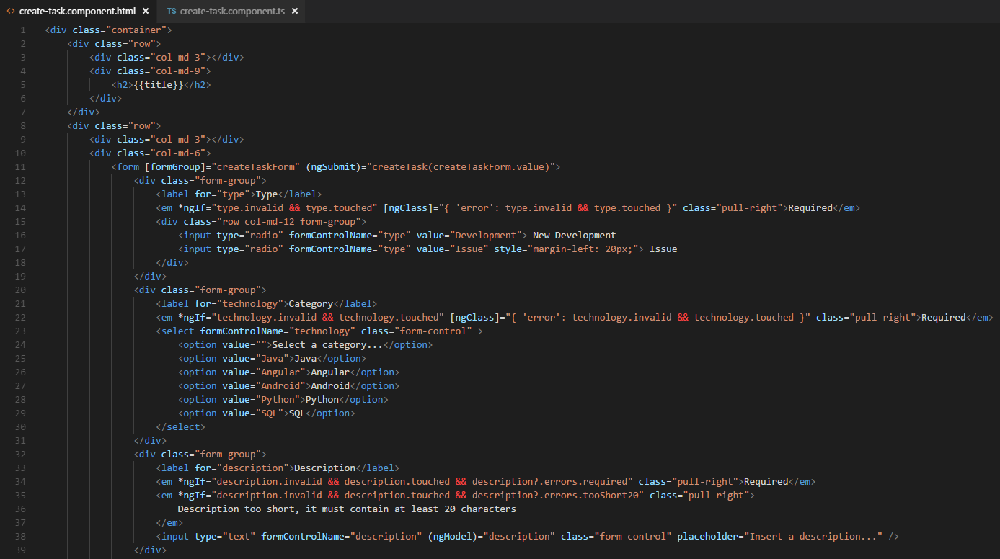 <> create-task.component.html × TS create-task.component.ts ×
1 <div class="container">
2 <div class="row">
3 <div class="col-md-3"></div>
4 <div class="col-md-9">
5 <h2>{{title}}</h2>
6 </div>
7 </div>
8 <div class="row">
9 <div class="col-md-3"></div>
10 <div class="col-md-6">
11 <form [formGroup]="createTaskForm" (ngSubmit)="createTask(createTaskForm.value)">
12 <div class="form-group">
13 <label for="type">Type</label>
14 <em *ngIf="type.invalid && type.touched" [ngClass]="{ 'error': type.invalid && type.touched }" class="pull-right">Required</em>
15 <div class="row col-md-12 form-group">
16 <input type="radio" formControlName="type" value="Development"> New Development
17 <input type="radio" formControlName="type" value="Issue" style="margin-left: 20px;"> Issue
18 </div>
19 </div>
20 <div class="form-group">
21 <label for="technology">Category</label>
22 <em *ngIf="technology.invalid && technology.touched" [ngClass]="{ 'error': technology.invalid && technology.touched }" class="pull-right">Required</em>
23 <select formControlName="technology" class="form-control" >
24 <option value="">Select a category...</option>
25 <option value="Java">Java</option>
26 <option value="Angular">Angular</option>
27 <option value="Android">Android</option>
28 <option value="Python">Python</option>
29 <option value="SQL">SQL</option>
30 </select>
31 </div>
32 <div class="form-group">
33 <label for="description">Description</label>
34 <em *ngIf="description.invalid && description.touched && description?.errors.required" class="pull-right">Required</em>
35 <em *ngIf="description.invalid && description.touched && description?.errors.tooShort20" class="pull-right">
36 Description too short, it must contain at least 20 characters
37 </em>
38 <input type="text" formControlName="description" (ngModel)="description" class="form-control" placeholder="Insert a description..." />
39 </div>